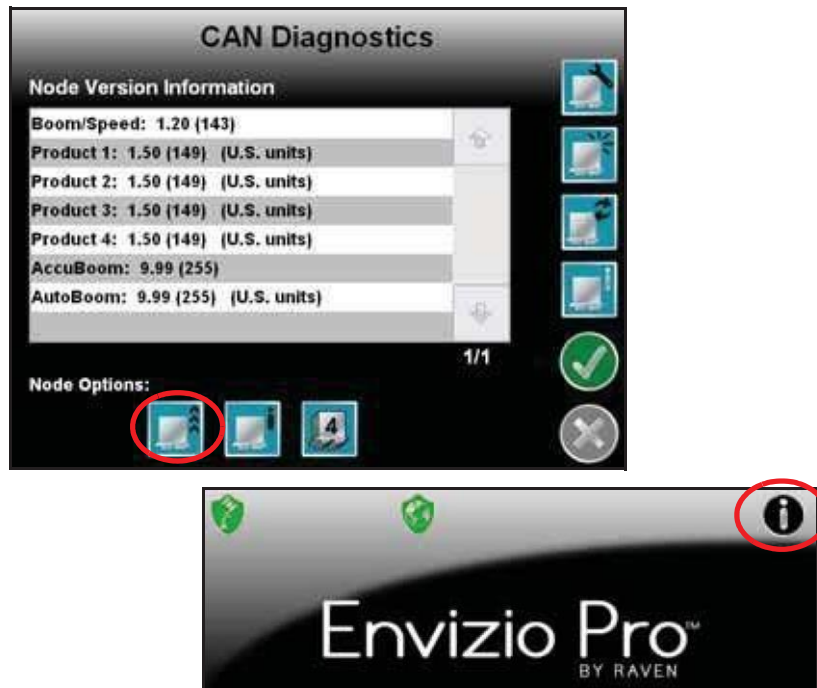 CAN Diagnostics
Node Version Information
Boom/Speed: 1.20 (143)
Product 1: 1.50 (149) (U.S. units)
Product 2: 1.50 (149) (U.S. units)
Product 3: 1.50 (149) (U.S. units)
Product 4: 1.50 (149) (U.S. units)
AccuBoom: 9.99 (255)
AutoBoom: 9.99 (255) (U.S. units)
1/1
Node Options:
4
i
Envizio Pro™
BY RAVEN